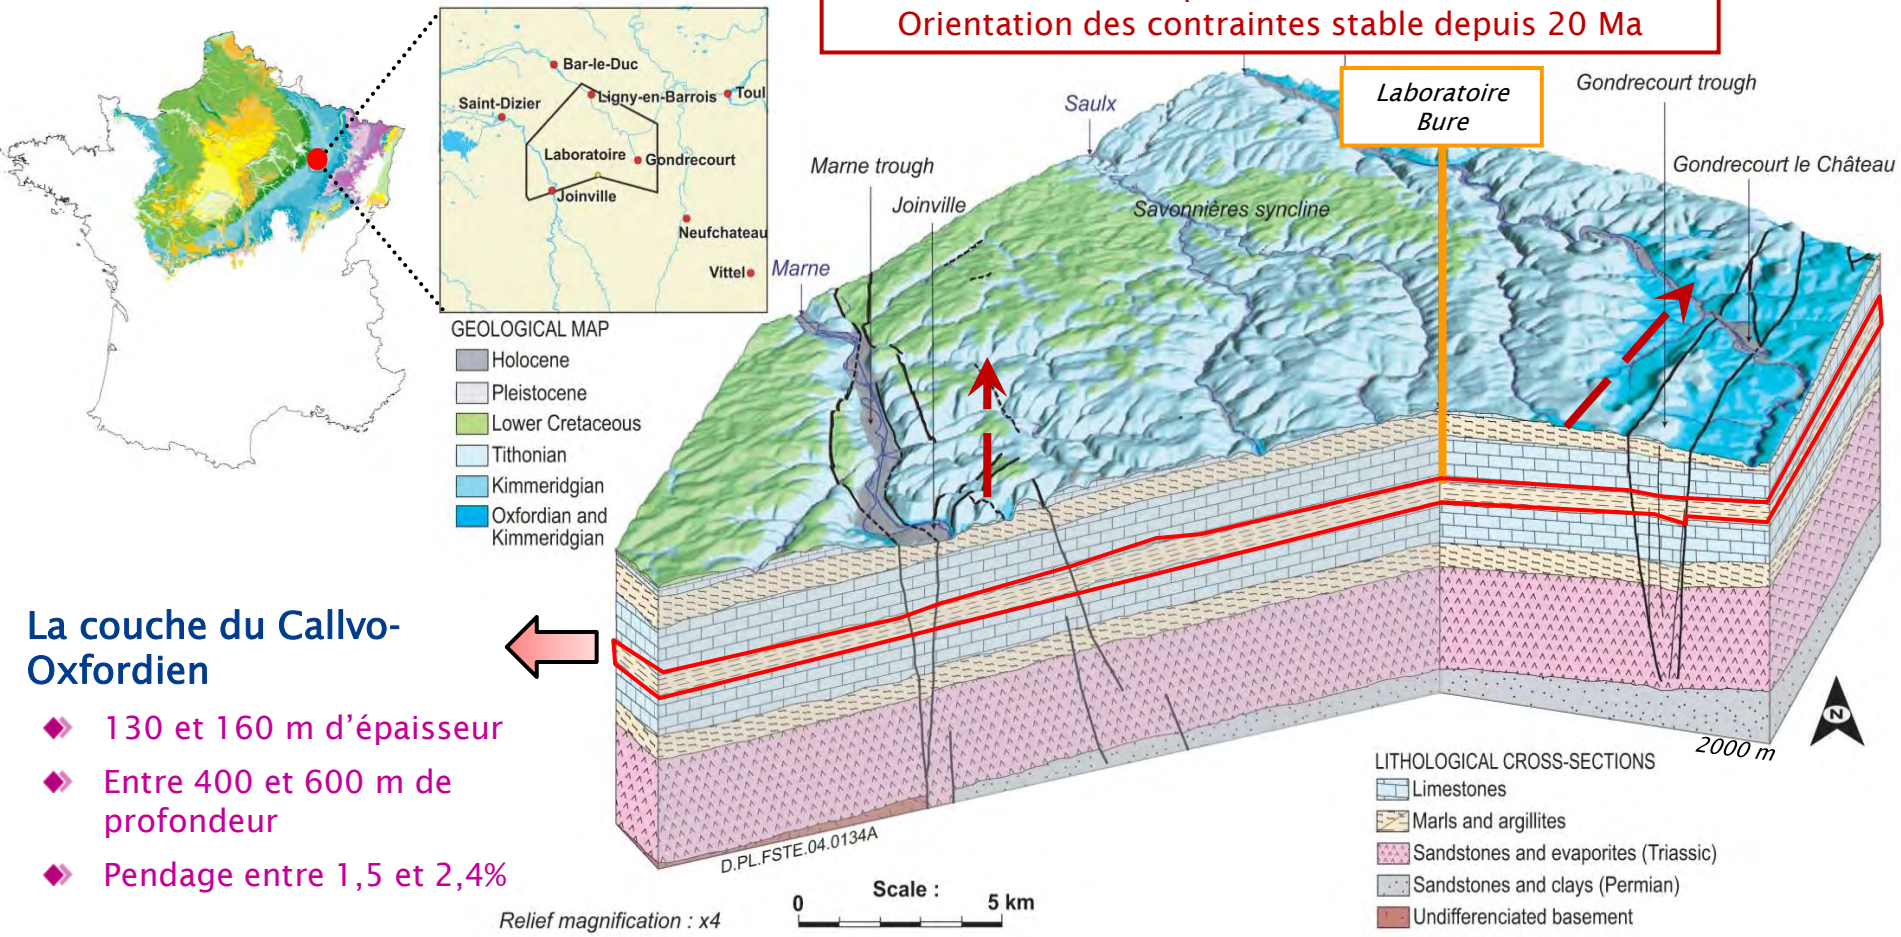 Orientation des contraintes stable depuis 20 Ma
Laboratoire
Bure
Gondrecourt trough
Gondrecourt le Château
Saulx
Marne trough
Joinville
Savonnières syncline
Marne
Bar-le-Duc
Ligny-en-Barrois
Toul
Saint-Dizier
Laboratoire
Gondrecourt
Joinville
Neufchateau
Vittel
GEOLOGICAL MAP
Holocene
Pleistocene
Lower Cretaceous
Tithonian
Kimmeridgian
Oxfordian and
Kimmeridgian
La couche du Callvo-
Oxfordien
130 et 160 m d’épaisseur
Entre 400 et 600 m de
profondeur
Pendage entre 1,5 et 2,4%
D.PL.FSTE.04.0134A
2000 m
N
Relief magnification : x4
Scale :
0
5 km
LITHOLOGICAL CROSS-SECTIONS
Limestones
Marls and argillites
Sandstones and evaporites (Triassic)
Sandstones and clays (Permian)
Undifferenciated basement